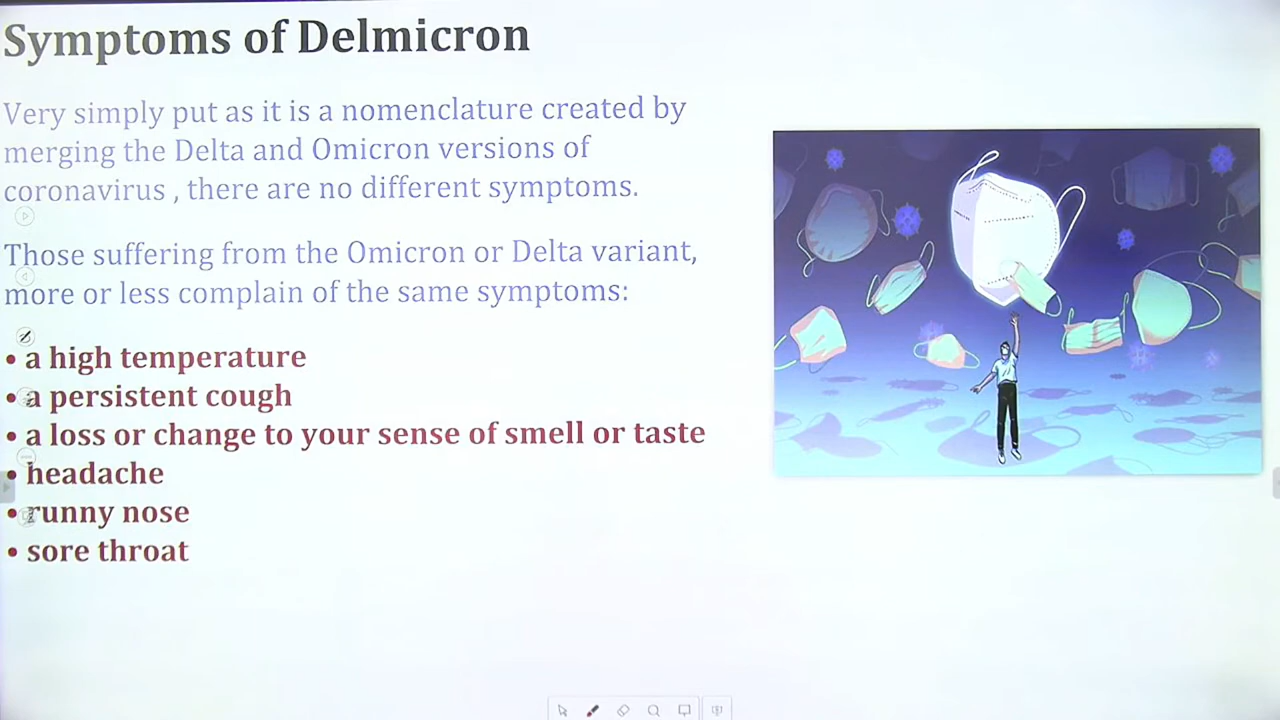 Symptoms of Delmicron
Very simply put as it is a nomenclature created by
merging the Delta and Omicron versions of
coronavirus , there are no different symptoms.
Those suffering from the Omicron or Delta variant,
more or less complain of the same symptoms:
• a high temperature
• a persistent cough
• a loss or change to your sense of smell or taste
• headache
• runny nose
• sore throat